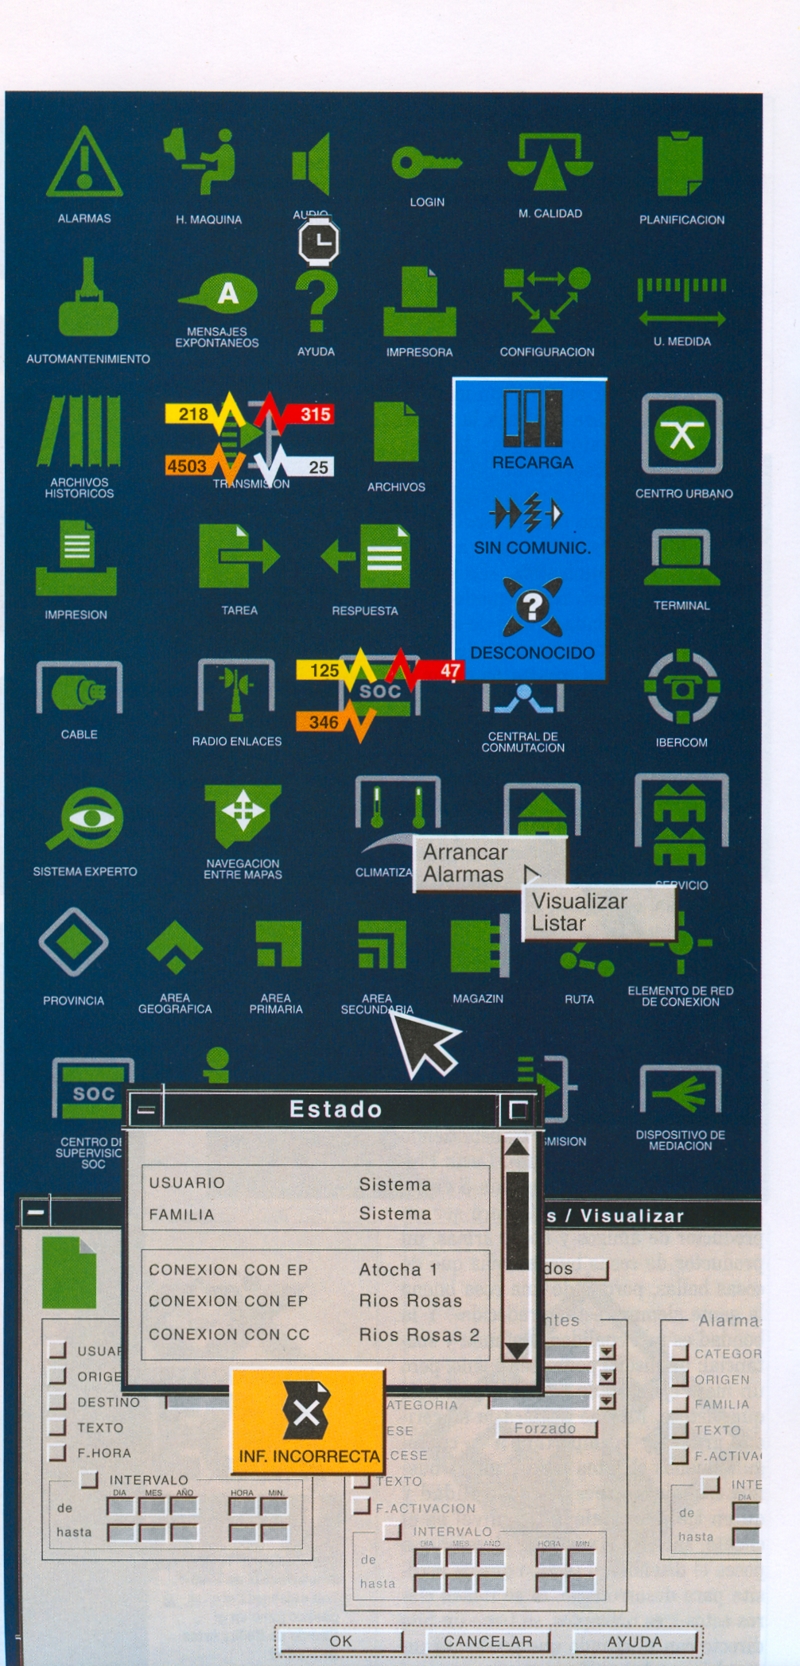 ALARMAS
H. MAQUINA
AUDIO
LOGIN
M. CALIDAD
PLANIFICACION
AUTOMANTENIMIENTO
A
MENSAJES
EXPONTANEOS
?
AYUDA
IMPRESORA
CONFIGURACION
U. MEDIDA
ARCHIVOS
HISTORICOS
218
315
4503
25
TRANSMISION
ARCHIVOS
RECARGA
SIN COMUNIC.
?
DESCONOCIDO
CENTRO URBANO
IMPRESION
TAREA
RESPUESTA
TERMINAL
CABLE
RADIO ENLACES
125
47
SOC
346
CENTRAL DE
CONMUTACION
IBERCOM
SISTEMA EXPERTO
NAVEGACION
ENTRE MAPAS
CLIMATIZA
Arrancar
Alarmas
Visualizar
Listar
SERVICIO
PROVINCIA
AREA
GEOGRAFICA
AREA
PRIMARIA
AREA
SECUNDARIA
MAGAZIN
RUTA
ELEMENTO DE RED
DE CONEXION
SOC
CENTRO DE
SUPERVISIO
SOC
MISION
DISPOSITIVO DE
MEDIACION
Estado
USUARIO Sistema
FAMILIA Sistema
CONEXION CON EP Atocha 1
CONEXION CON EP Rios Rosas
CONEXION CON CC Rios Rosas 2
INF. INCORRECTA
s / Visualizar
dos
USUAR
ORIGE
DESTINO
TEXTO
F.HORA
INTERVALO
DIA MES AÑO HORA MIN.
de
hasta
ntes
CATEGORIA
ESE
Forzado
CESE
TEXTO
F.ACTIVACION
INTERVALO
DIA MES AÑO HORA MIN.
de
hasta
Alarma
CATEGOR
ORIGEN
FAMILIA
TEXTO
F.ACTIVA
INTE
DIA
de
hasta
OK
CANCELAR
AYUDA